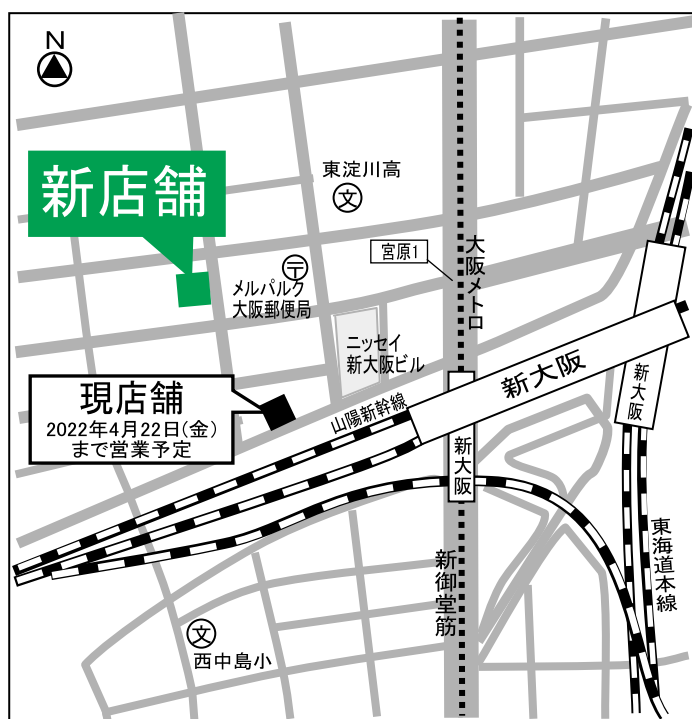 N
東淀川高
文
新店舗
宮原1
大阪メトロ
〒
メルパルク
大阪郵便局
ニッセイ
新大阪ビル
新大阪
新大阪
現店舗
2022年4月22日(金)
まで営業予定
山陽新幹線
新大阪
新御堂筋
東海道本線
文
西中島小